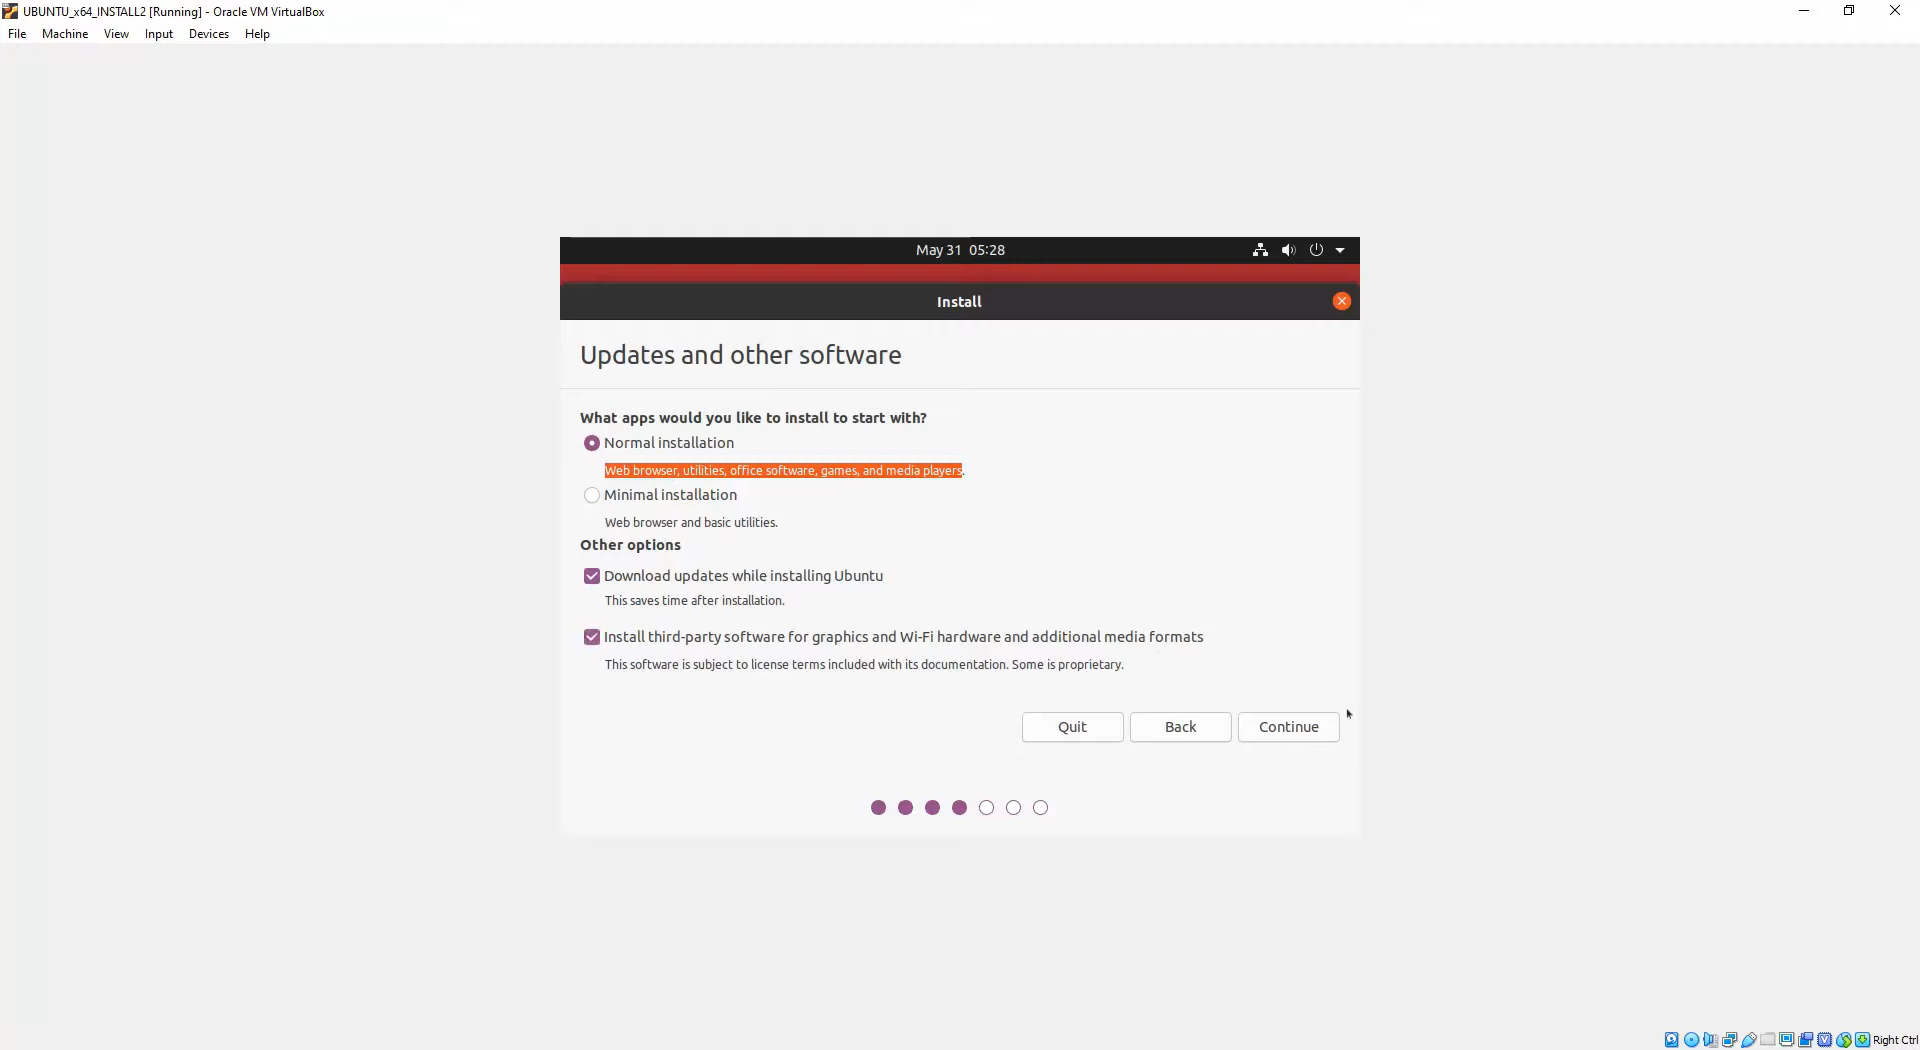 UBUNTU_x64_INSTALL2 [Running] - Oracle VM VirtualBox
File Machine View Input Devices Help
May 31 05:28
Install
Updates and other software
What apps would you like to install to start with?
Normal installation
Web browser, utilities, office software, games, and media players.
Minimal installation
Web browser and basic utilities.
Other options
Download updates while installing Ubuntu
This saves time after installation.
Install third-party software for graphics and Wi-Fi hardware and additional media formats
This software is subject to license terms included with its documentation. Some is proprietary.
Quit Back Continue
Right Ctrl